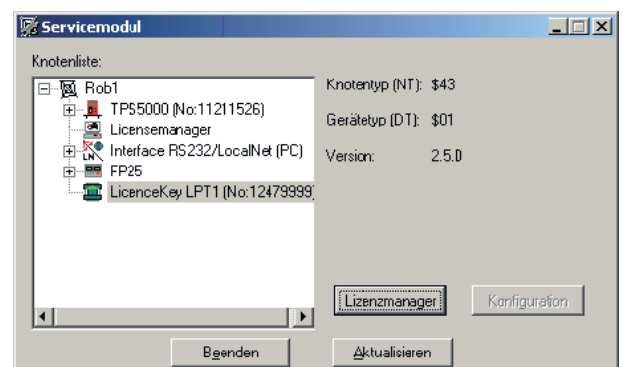 Servicemodul
Knotenliste:
Rob1
TPS5000 (No:11211526)
Licensemanager
Interface RS232/LocalNet (PC)
LN
FP25
LicenceKey LPT1 (No:12479999)
Knotentyp (NT): $43
Gerätetyp (DT): $01
Version: 2.5.0
Lizenzmanager
Konfiguration
Beenden
Aktualisieren